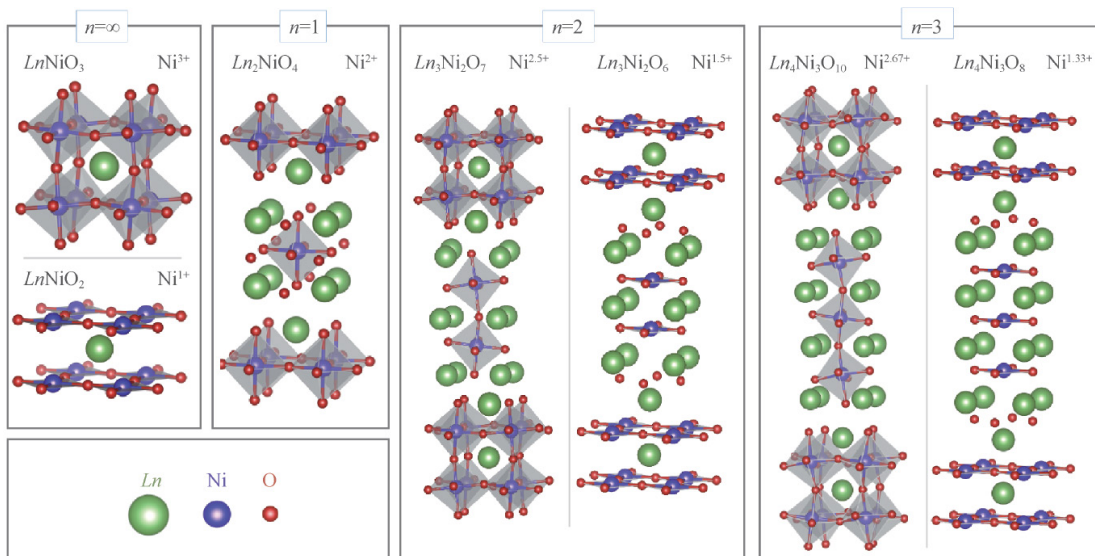 n=∞
LnNiO₃ Ni³⁺
LnNiO₂ Ni¹⁺
n=1
Ln₂NiO₄ Ni²⁺
n=2
Ln₃Ni₂O₇ Ni²·⁵⁺
Ln₃Ni₂O₆ Ni¹·⁵⁺
n=3
Ln₄Ni₃O₁₀ Ni²·⁶⁷⁺
Ln₄Ni₃O₈ Ni¹·³³⁺
Ln Ni O